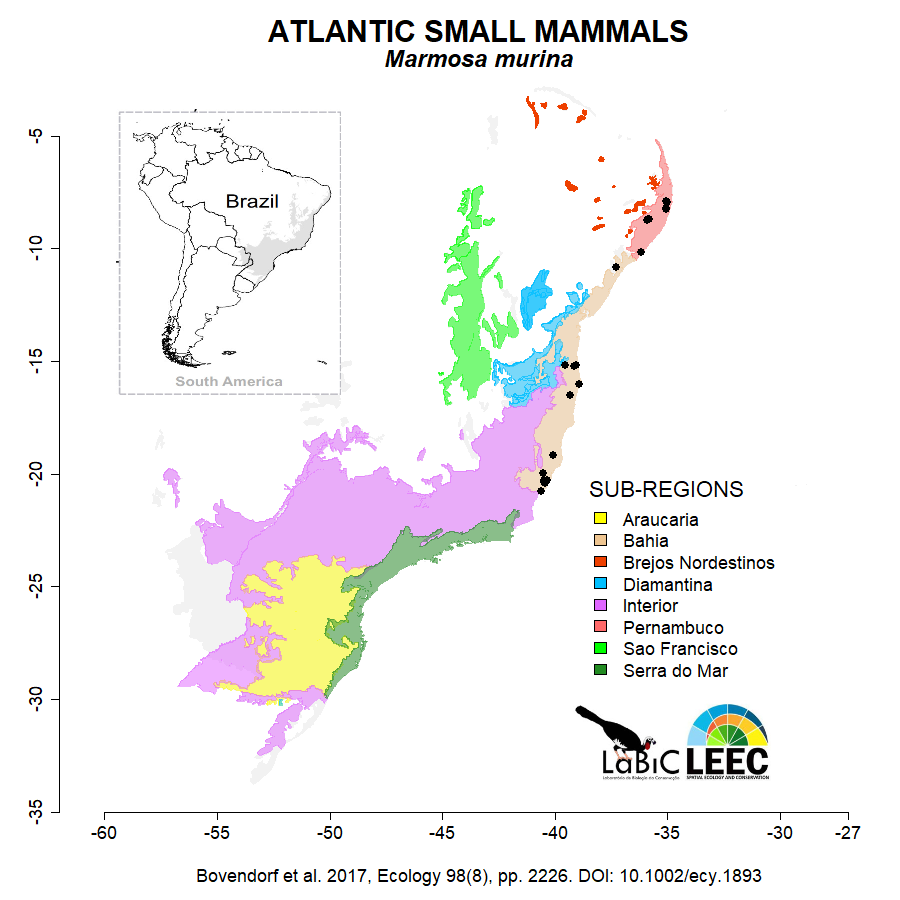 ATLANTIC SMALL MAMMALS
Marmosa murina
-5
-10
-15
-20
-25
-30
-35
Brazil
South America
SUB-REGIONS
Araucaria
Bahia
Brejos Nordestinos
Diamantina
Interior
Pernambuco
Sao Francisco
Serra do Mar
LaBiC
Laboratório de Biologia da Conservação
LEEC
SPATIAL ECOLOGY AND CONSERVATION
-60 -55 -50 -45 -40 -35 -30 -27
Bovendorf et al. 2017, Ecology 98(8), pp. 2226. DOI: 10.1002/ecy.1893